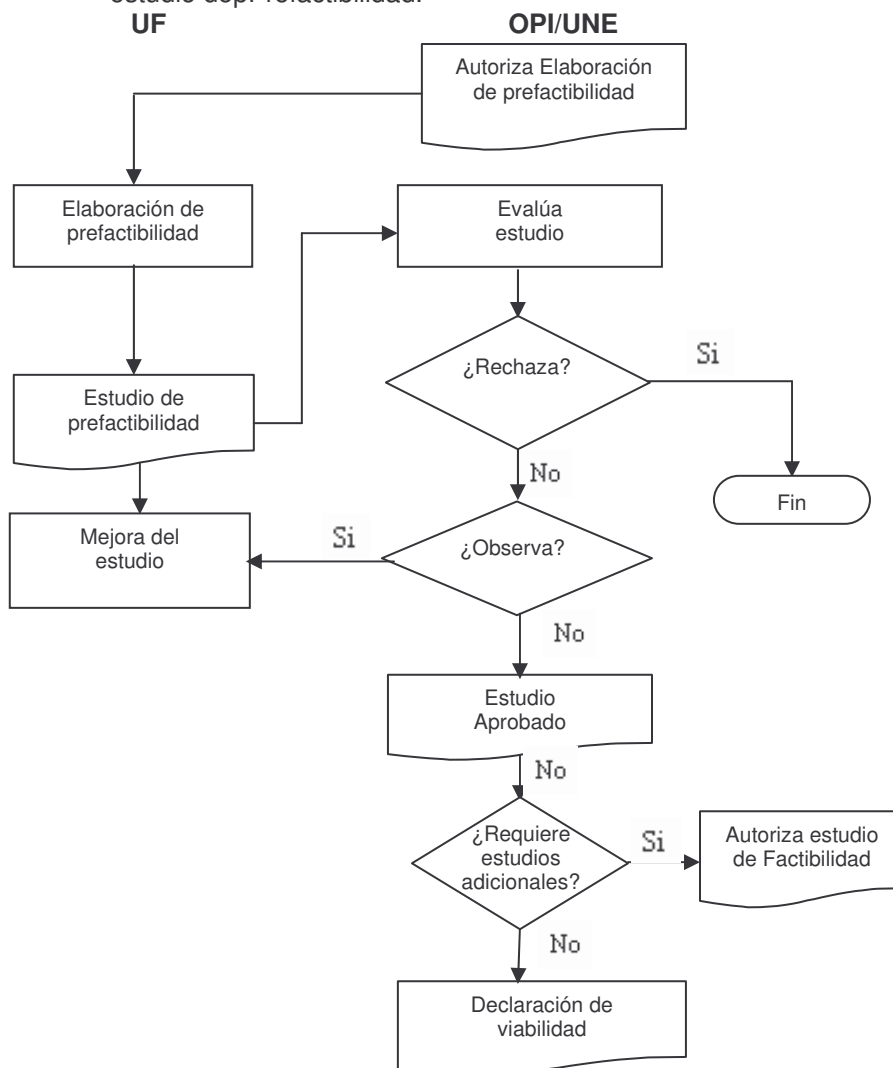 estudio depPrefactibilidad.
UF
OPI/UNE
Autoriza Elaboración
de prefactibilidad
Elaboración de
prefactibilidad
Evalúa
estudio
¿Rechaza?
Si
Estudio de
prefactibilidad
No
Fin
Mejora del
estudio
Si
¿Observa?
No
Estudio
Aprobado
No
¿Requiere
estudios
adicionales?
Si
Autoriza estudio
de Factibilidad
No
Declaración de
viabilidad